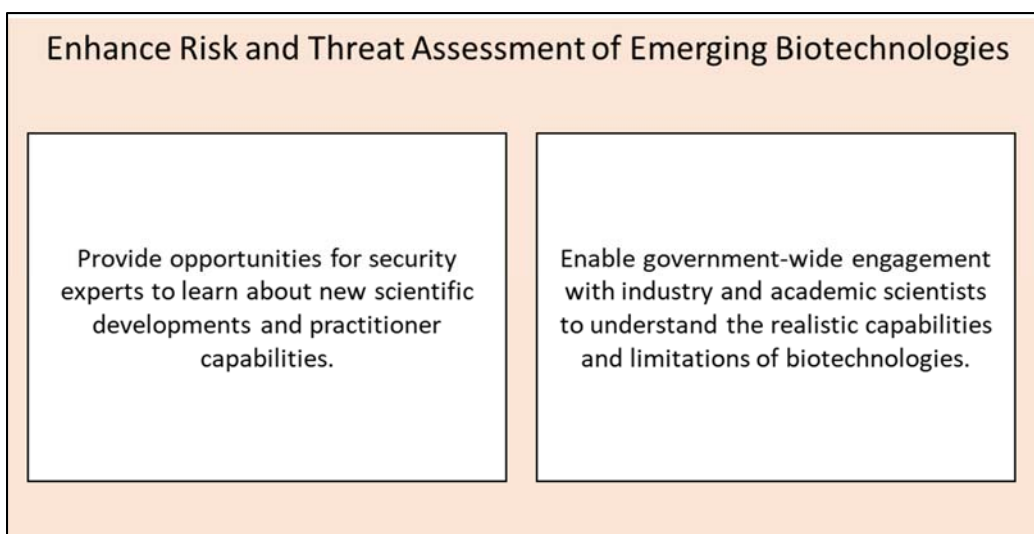 Enhance Risk and Threat Assessment of Emerging Biotechnologies
Provide opportunities for security
experts to learn about new scientific
developments and practitioner
capabilities.
Enable government-wide engagement
with industry and academic scientists
to understand the realistic capabilities
and limitations of biotechnologies.